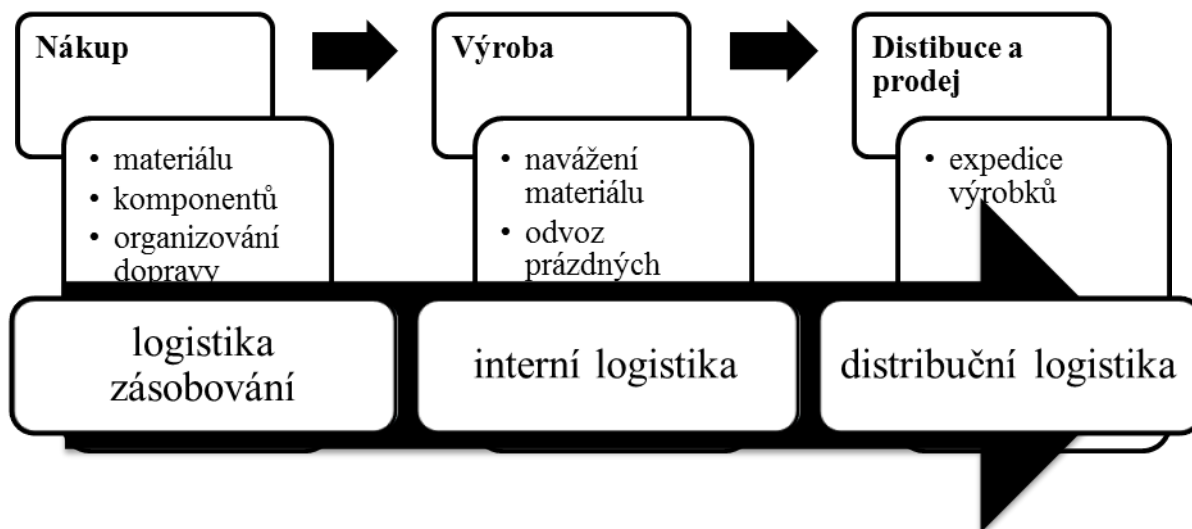 Nákup
• materiálu
• komponentů
• organizování
dopravy
logistika
zásobování
Výroba
• navážení
materiálu
• odvoz
prázdných
interní logistika
Distibuce a
prodej
• expedice
výrobků
distribuční logistika